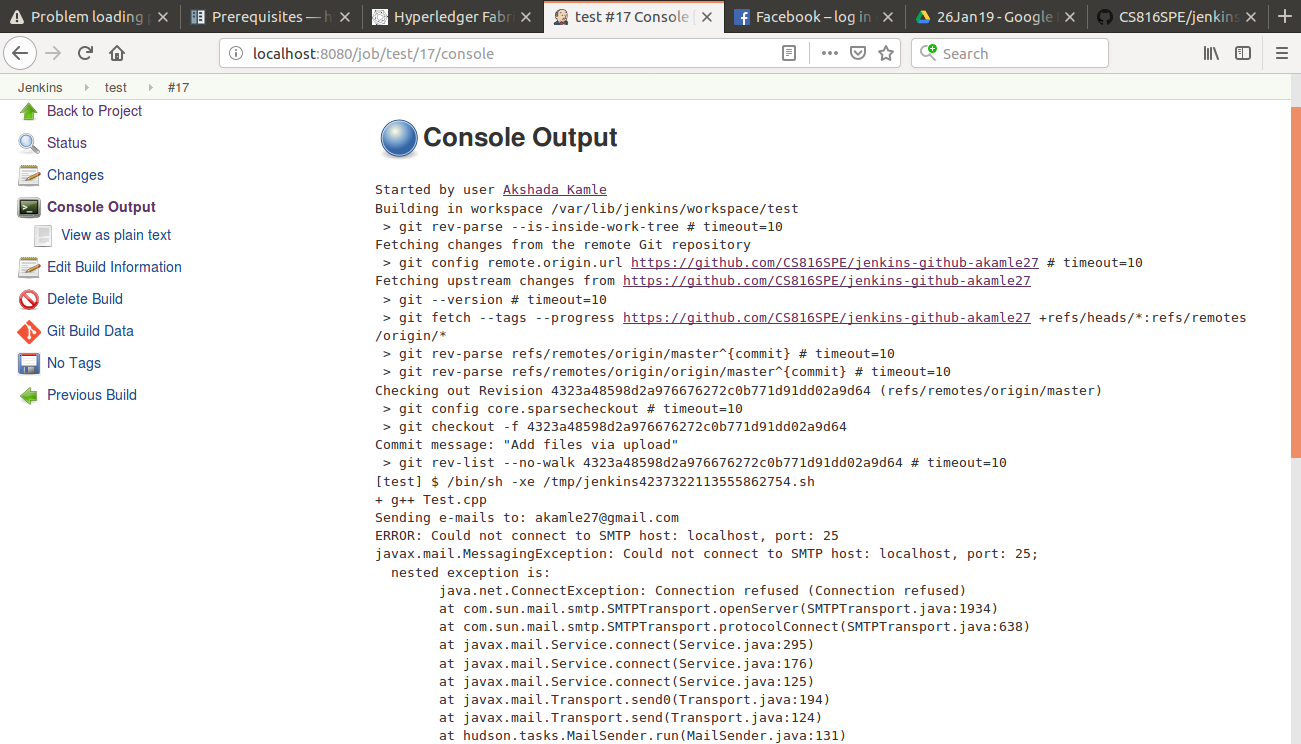 Problem loading p
Prerequisites — h
Hyperledger Fabri
test #17 Console
Facebook – log in
26Jan19 - Google
CS816SPE/jenkins
localhost:8080/job/test/17/console
Search
Jenkins
test
#17
Back to Project
Status
Changes
Console Output
View as plain text
Edit Build Information
Delete Build
Git Build Data
No Tags
Previous Build
Console Output
Started by user Akshada Kamle
Building in workspace /var/lib/jenkins/workspace/test
> git rev-parse --is-inside-work-tree # timeout=10
Fetching changes from the remote Git repository
> git config remote.origin.url https://github.com/CS816SPE/jenkins-github-akamle27 # timeout=10
Fetching upstream changes from https://github.com/CS816SPE/jenkins-github-akamle27
> git --version # timeout=10
> git fetch --tags --progress https://github.com/CS816SPE/jenkins-github-akamle27 +refs/heads/*:refs/remotes
/origin/*
> git rev-parse refs/remotes/origin/master^{commit} # timeout=10
> git rev-parse refs/remotes/origin/origin/master^{commit} # timeout=10
Checking out Revision 4323a48598d2a976676272c0b771d91dd02a9d64 (refs/remotes/origin/master)
> git config core.sparsecheckout # timeout=10
> git checkout -f 4323a48598d2a976676272c0b771d91dd02a9d64
Commit message: "Add files via upload"
> git rev-list --no-walk 4323a48598d2a976676272c0b771d91dd02a9d64 # timeout=10
[test] $ /bin/sh -xe /tmp/jenkins4237322113555862754.sh
+ g++ Test.cpp
Sending e-mails to: akamle27@gmail.com
ERROR: Could not connect to SMTP host: localhost, port: 25
javax.mail.MessagingException: Could not connect to SMTP host: localhost, port: 25;
nested exception is:
java.net.ConnectException: Connection refused (Connection refused)
at com.sun.mail.smtp.SMTPTransport.openServer(SMTPTransport.java:1934)
at com.sun.mail.smtp.SMTPTransport.protocolConnect(SMTPTransport.java:638)
at javax.mail.Service.connect(Service.java:295)
at javax.mail.Service.connect(Service.java:176)
at javax.mail.Service.connect(Service.java:125)
at javax.mail.Transport.send0(Transport.java:194)
at javax.mail.Transport.send(Transport.java:124)
at hudson.tasks.MailSender.run(MailSender.java:131)